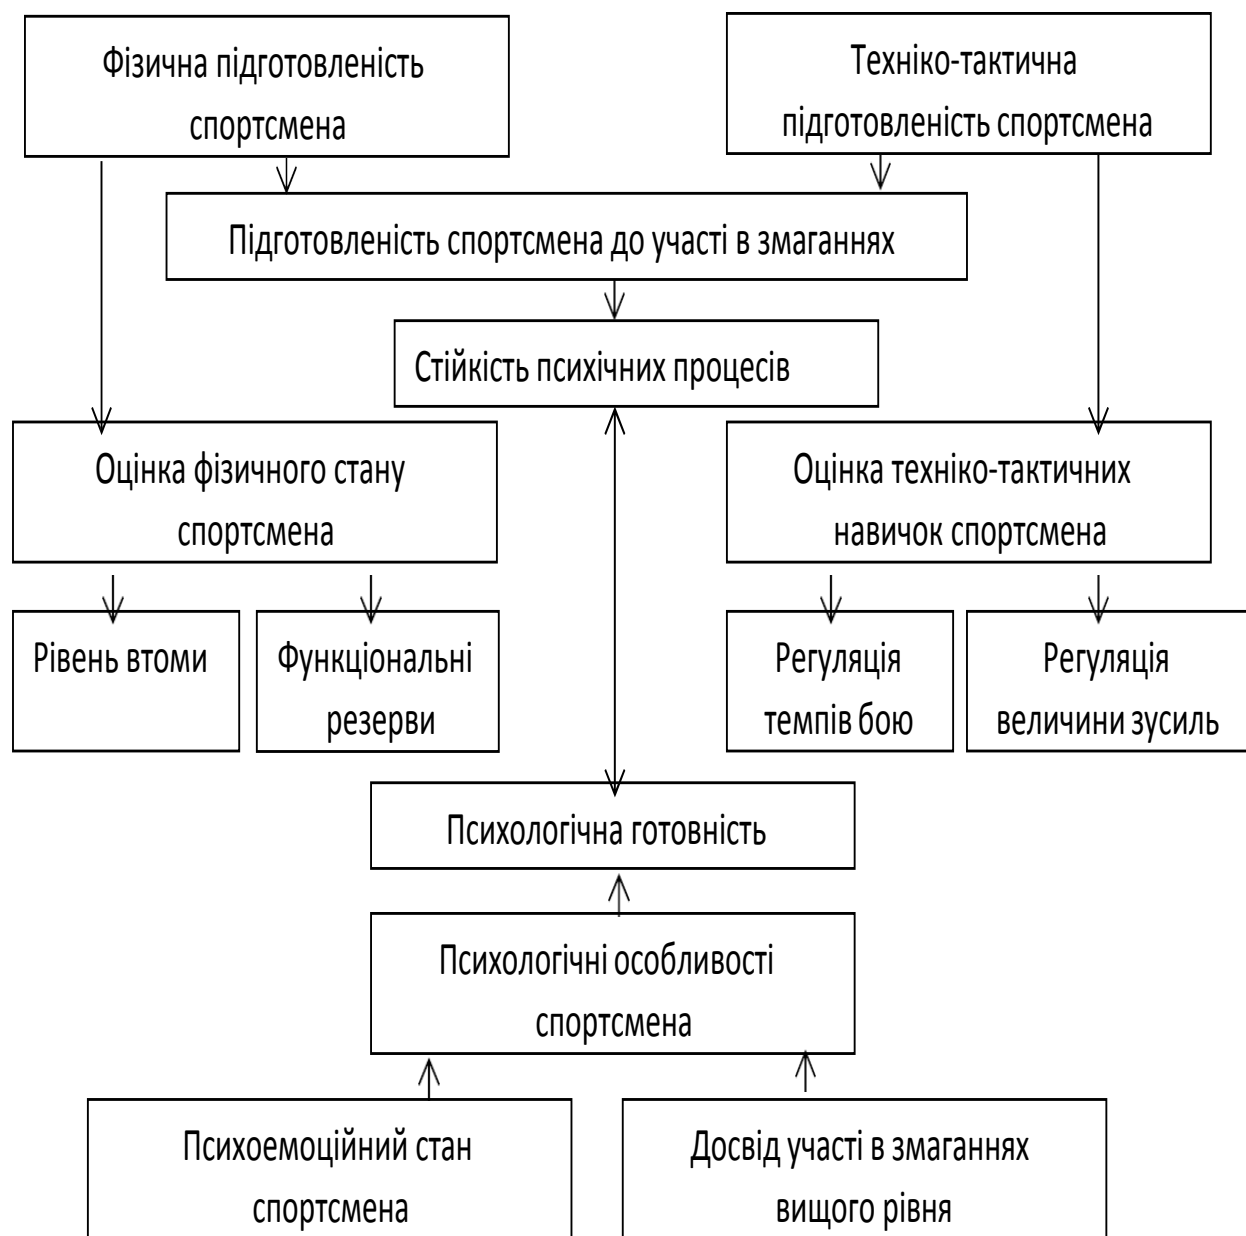 Фізична підготовленість
спортсмена
Техніко-тактична
підготовленість спортсмена
Підготовленість спортсмена до участі в змаганнях
Стійкість психічних процесів
Оцінка фізичного стану
спортсмена
Оцінка техніко-тактичних
навичок спортсмена
Рівень втоми
Функціональні
резерви
Регуляція
темпів бою
Регуляція
величини зусиль
Психологічна готовність
Психологічні особливості
спортсмена
Психоемоційний стан
спортсмена
Досвід участі в змаганнях
вищого рівня